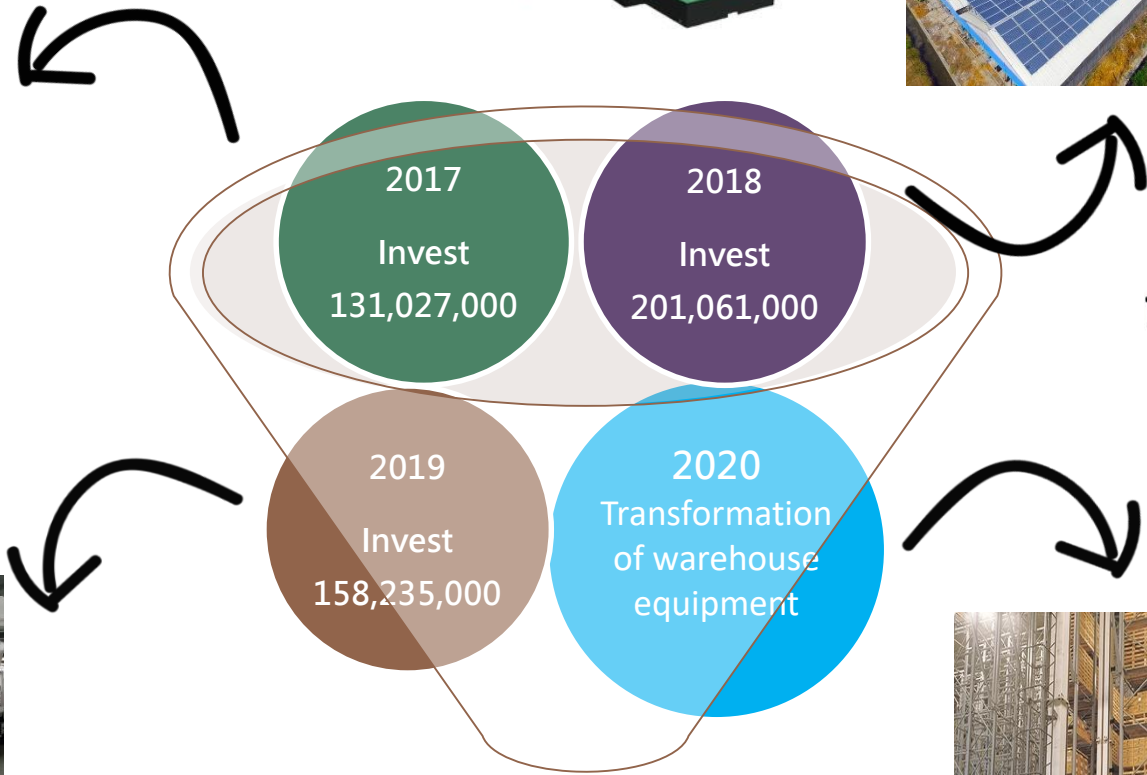 2017
Invest
131,027,000
2018
Invest
201,061,000
2019
Invest
158,235,000
2020
Transformation
of warehouse
equipment